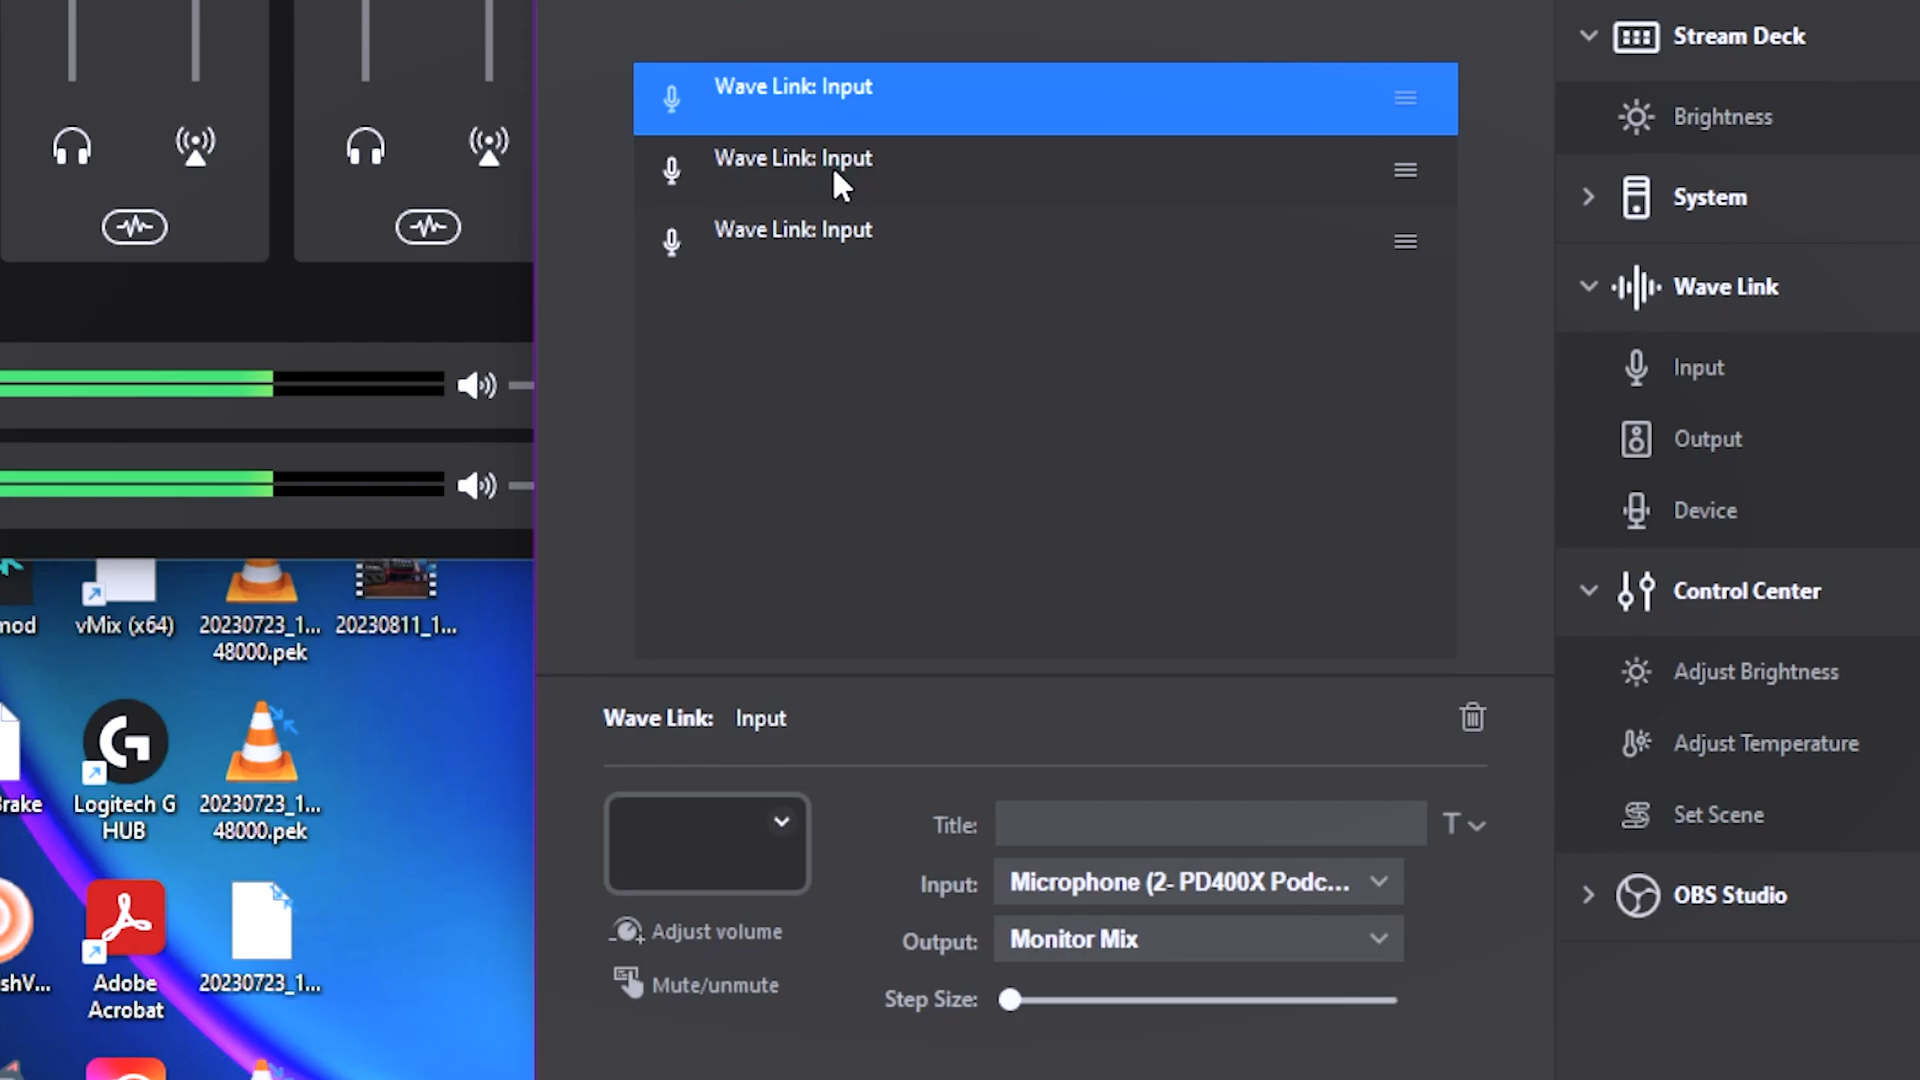 Wave Link: Input
Wave Link: Input
Wave Link: Input
Stream Deck
Brightness
System
Wave Link
Input
Output
Device
Control Center
Adjust Brightness
Adjust Temperature
Set Scene
OBS Studio
Wave Link: Input
Title:
T
Input: Microphone (2- PD400X Podc...
Output: Monitor Mix
Step Size:
Adjust volume
Mute/unmute
mod
vMix (x64)
20230723_1...
48000.pek
20230811_1...
rake
Logitech G
HUB
20230723_1...
48000.pek
shV...
Adobe
Acrobat
20230723_1...